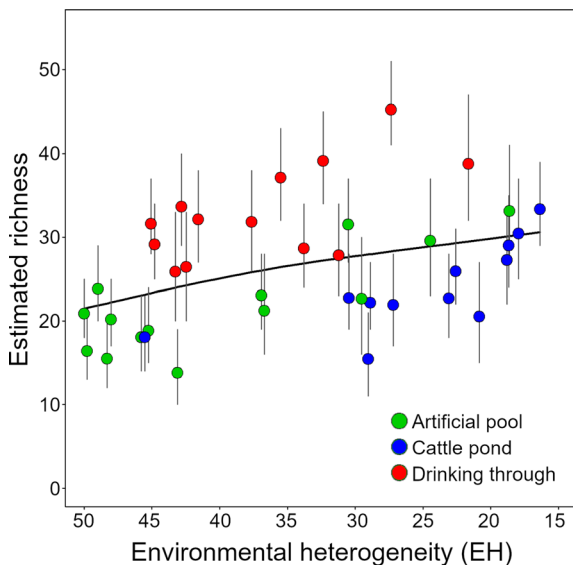 Estimated richness
50
40
30
20
10
0
Artificial pool
Cattle pond
Drinking through
50 45 40 35 30 25 20 15
Environmental heterogeneity (EH)